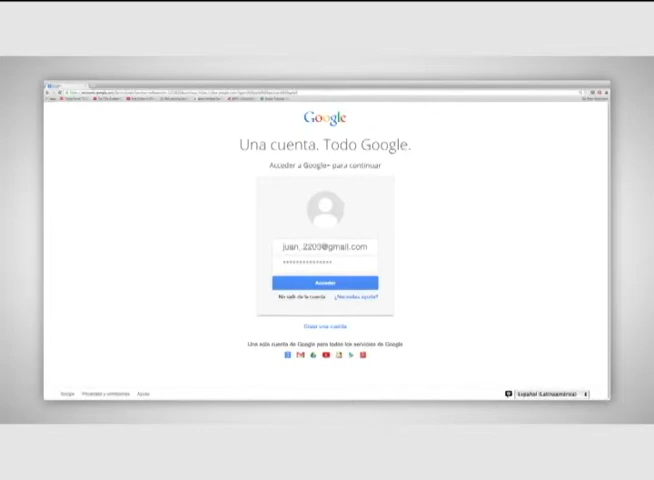 Google
Una cuenta. Todo Google.
Acceder a Google+ para continuar
juan_2203@gmail.com
***************
Acceder
No salir de la cuenta ¿Necesitas ayuda?
Crear una cuenta
Una sola cuenta de Google para todos los servicios de Google
Google Privacidad y condiciones Ayuda
Español (Latinoamérica)